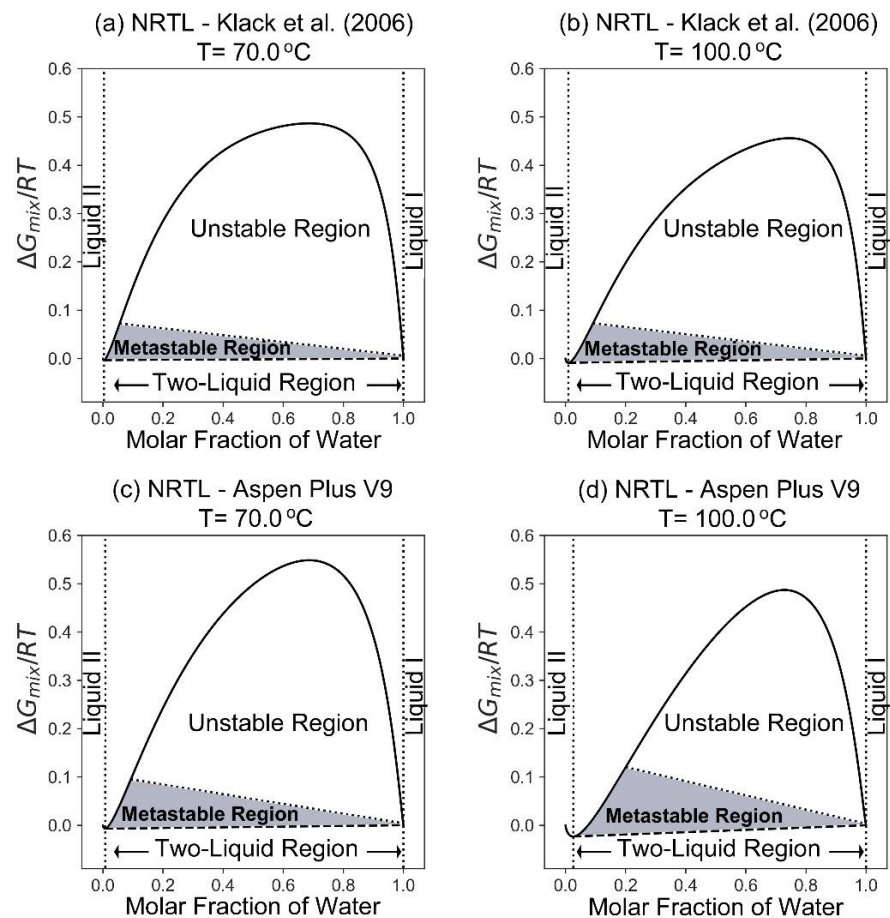 (a) NRTL - Klack et al. (2006)
T= 70.0 °C
0.6
0.5
0.4
0.3
0.2
0.1
0.0
ΔG_mix/RT
Liquid II
Liquid I
Unstable Region
Metastable Region
Two-Liquid Region
0.0 0.2 0.4 0.6 0.8 1.0
Molar Fraction of Water
(b) NRTL - Klack et al. (2006)
T= 100.0 °C
0.6
0.5
0.4
0.3
0.2
0.1
0.0
ΔG_mix/RT
Liquid II
Liquid I
Unstable Region
Metastable Region
Two-Liquid Region
0.0 0.2 0.4 0.6 0.8 1.0
Molar Fraction of Water
(c) NRTL - Aspen Plus V9
T= 70.0 °C
0.6
0.5
0.4
0.3
0.2
0.1
0.0
ΔG_mix/RT
Liquid II
Liquid I
Unstable Region
Metastable Region
Two-Liquid Region
0.0 0.2 0.4 0.6 0.8 1.0
Molar Fraction of Water
(d) NRTL - Aspen Plus V9
T= 100.0 °C
0.6
0.5
0.4
0.3
0.2
0.1
0.0
ΔG_mix/RT
Liquid II
Liquid I
Unstable Region
Metastable Region
Two-Liquid Region
0.0 0.2 0.4 0.6 0.8 1.0
Molar Fraction of Water